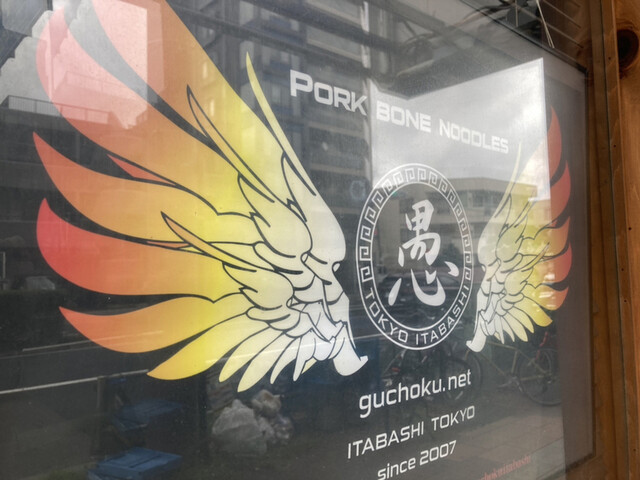 PORK BONE NOODLES
愚
TOKYO ITABASHI
guchoku.net
ITABASHI TOKYO
since 2007